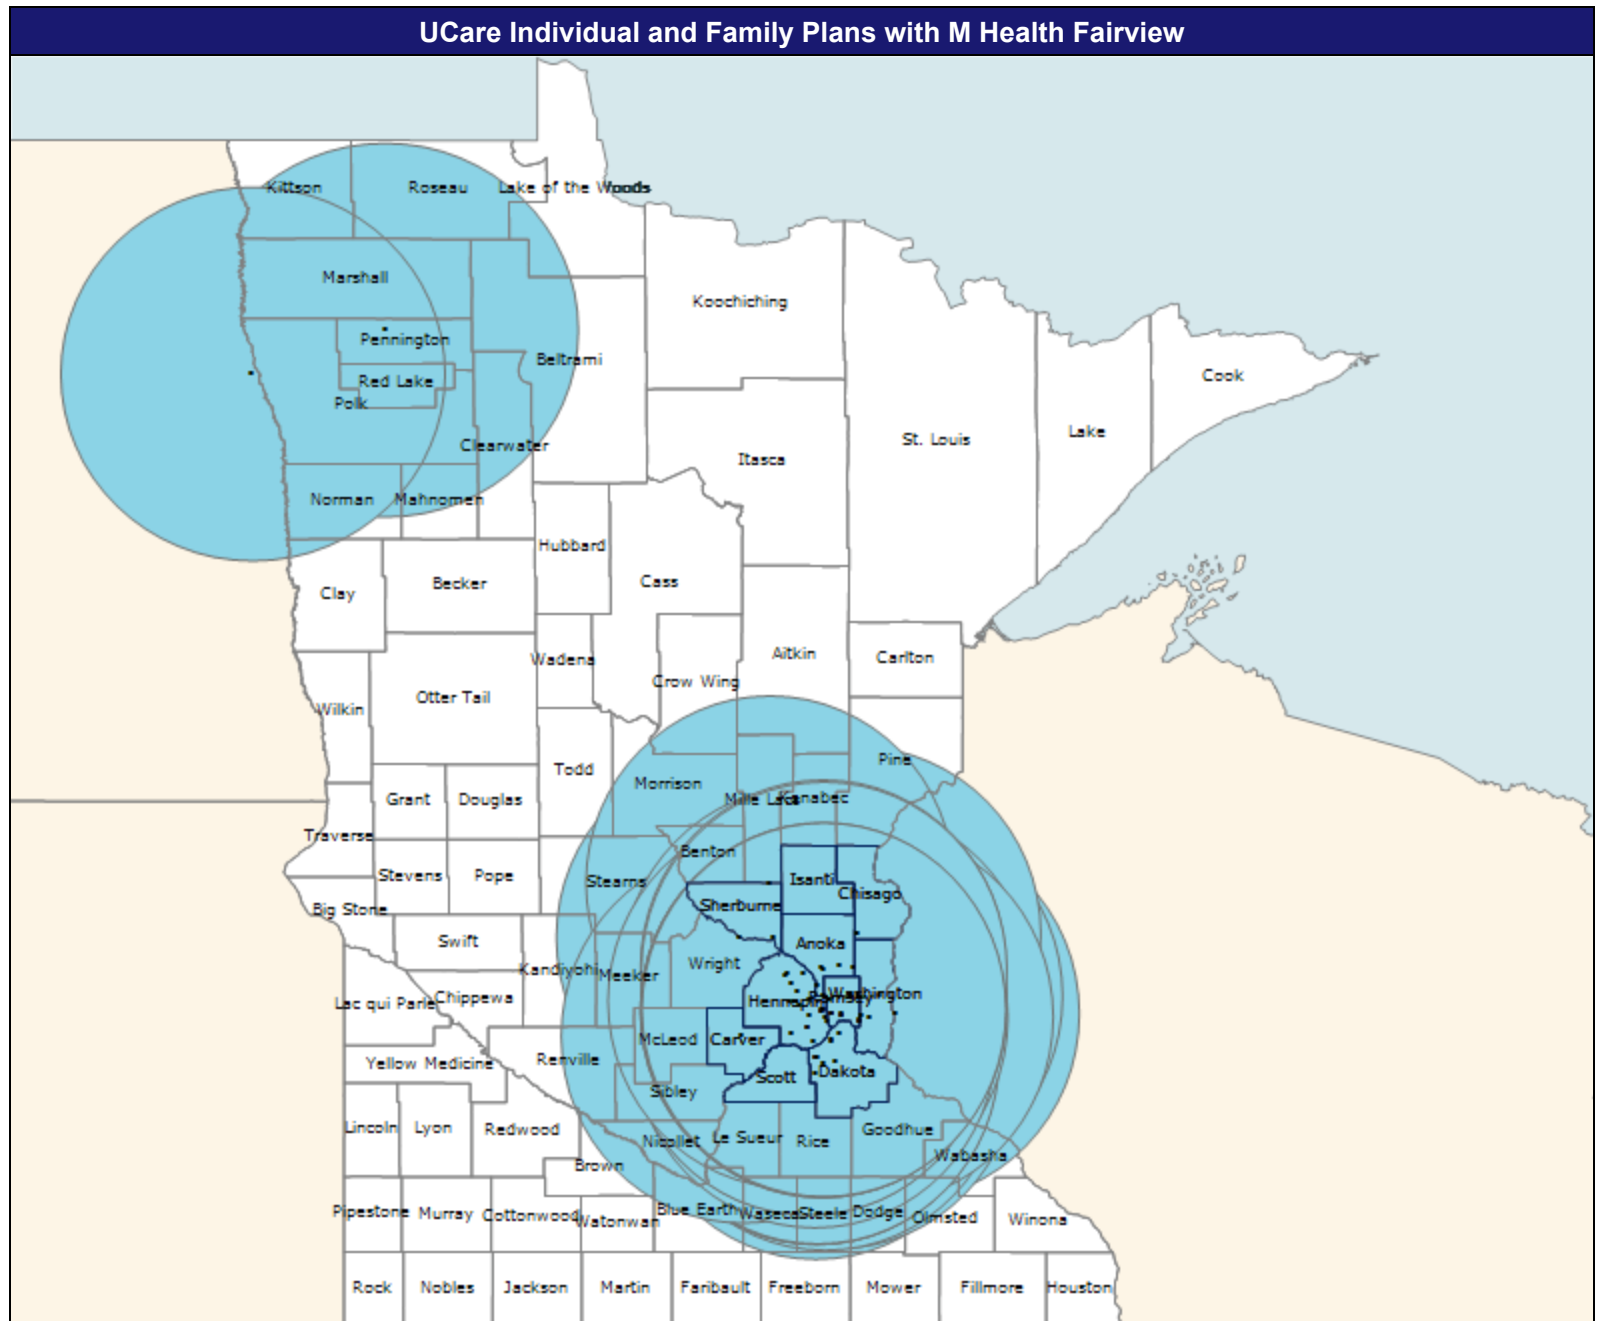 UCare Individual and Family Plans with M Health Fairview
Kittson
Roseau
Lake of the Woods
Marshall
Koochiching
Pennington
Beltrami
Red Lake
Polk
Cook
Lake
St. Louis
Clearwater
Itasca
Norman
Mahnomen
Hubbard
Cass
Becker
Clay
Wadena
Aitkin
Carlton
Crow Wing
Otter Tail
Wilkin
Pine
Todd
Morrison
Grant
Douglas
Mille Lacs
Kanabec
Traverse
Benton
Stevens
Pope
Stearns
Isanti
Chisago
Sherburne
Big Stone
Swift
Anoka
Wright
Kandiyohi
Meeker
Washington
Ramsey
Hennepin
Lac qui Parle
Chippewa
McLeod
Carver
Renville
Yellow Medicine
Scott
Dakota
Sibley
Lincoln
Lyon
Redwood
Nicollet
Le Sueur
Rice
Goodhue
Wabasha
Brown
Pipestone
Murray
Cottonwood
Watonwan
Blue Earth
Waseca
Steele
Dodge
Olmsted
Winona
Rock
Nobles
Jackson
Martin
Faribault
Freeborn
Mower
Fillmore
Houston